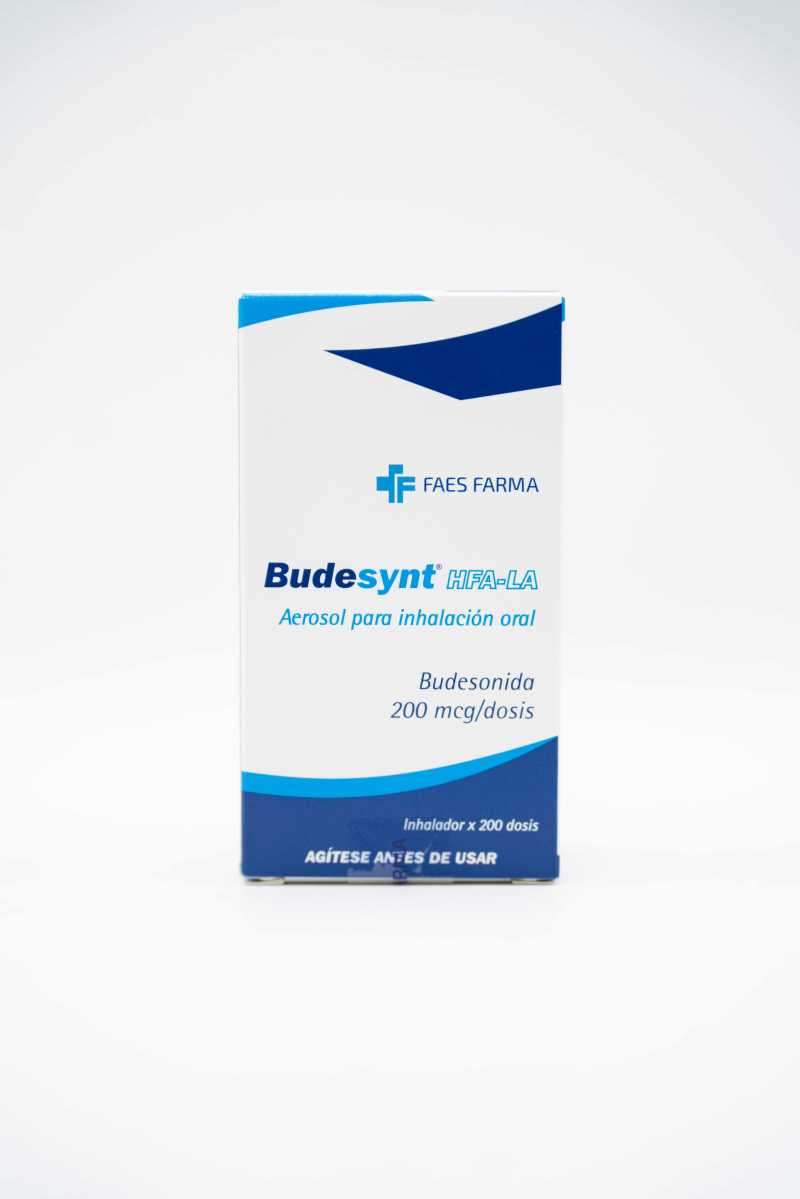 FAES FARMA
Budesynt® HFA-LA
Aerosol para inhalación oral
Budesonida
200 mcg/dosis
Inhalador x 200 dosis
AGÍTESE ANTES DE USAR